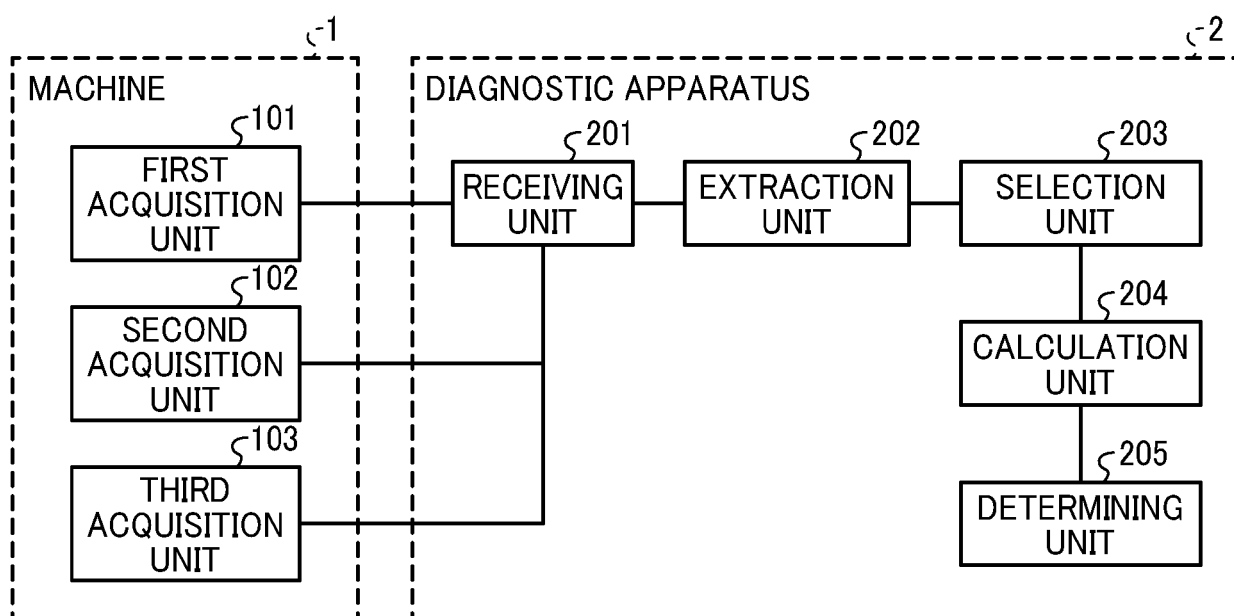 1
MACHINE
101
FIRST
ACQUISITION
UNIT
102
SECOND
ACQUISITION
UNIT
103
THIRD
ACQUISITION
UNIT
2
DIAGNOSTIC APPARATUS
201
RECEIVING
UNIT
202
EXTRACTION
UNIT
203
SELECTION
UNIT
204
CALCULATION
UNIT
205
DETERMINING
UNIT